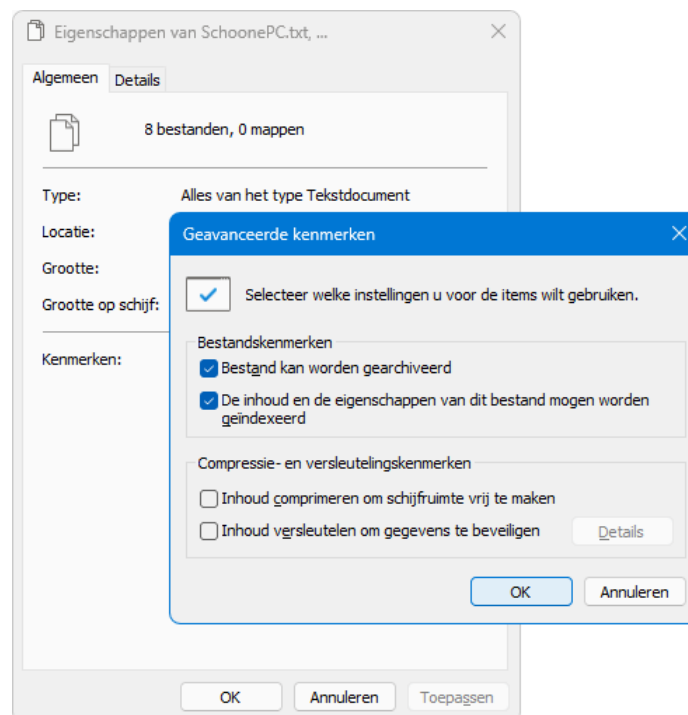 Eigenschappen van SchoonePC.txt, ...
Algemeen
Details
8 bestanden, 0 mappen
Type:
Alles van het type Tekstdocument
Locatie:
Grootte:
Grootte op schijf:
Kenmerken:
Geavanceerde kenmerken
Selecteer welke instellingen u voor de items wilt gebruiken.
Bestandskenmerken
Bestand kan worden gearchiveerd
De inhoud en de eigenschappen van dit bestand mogen worden
geïndexeerd
Compressie- en versleutelingskenmerken
Inhoud comprimeren om schijfruimte vrij te maken
Inhoud versleutelen om gegevens te beveiligen
Details
OK
Annuleren
OK
Annuleren
Toepassen